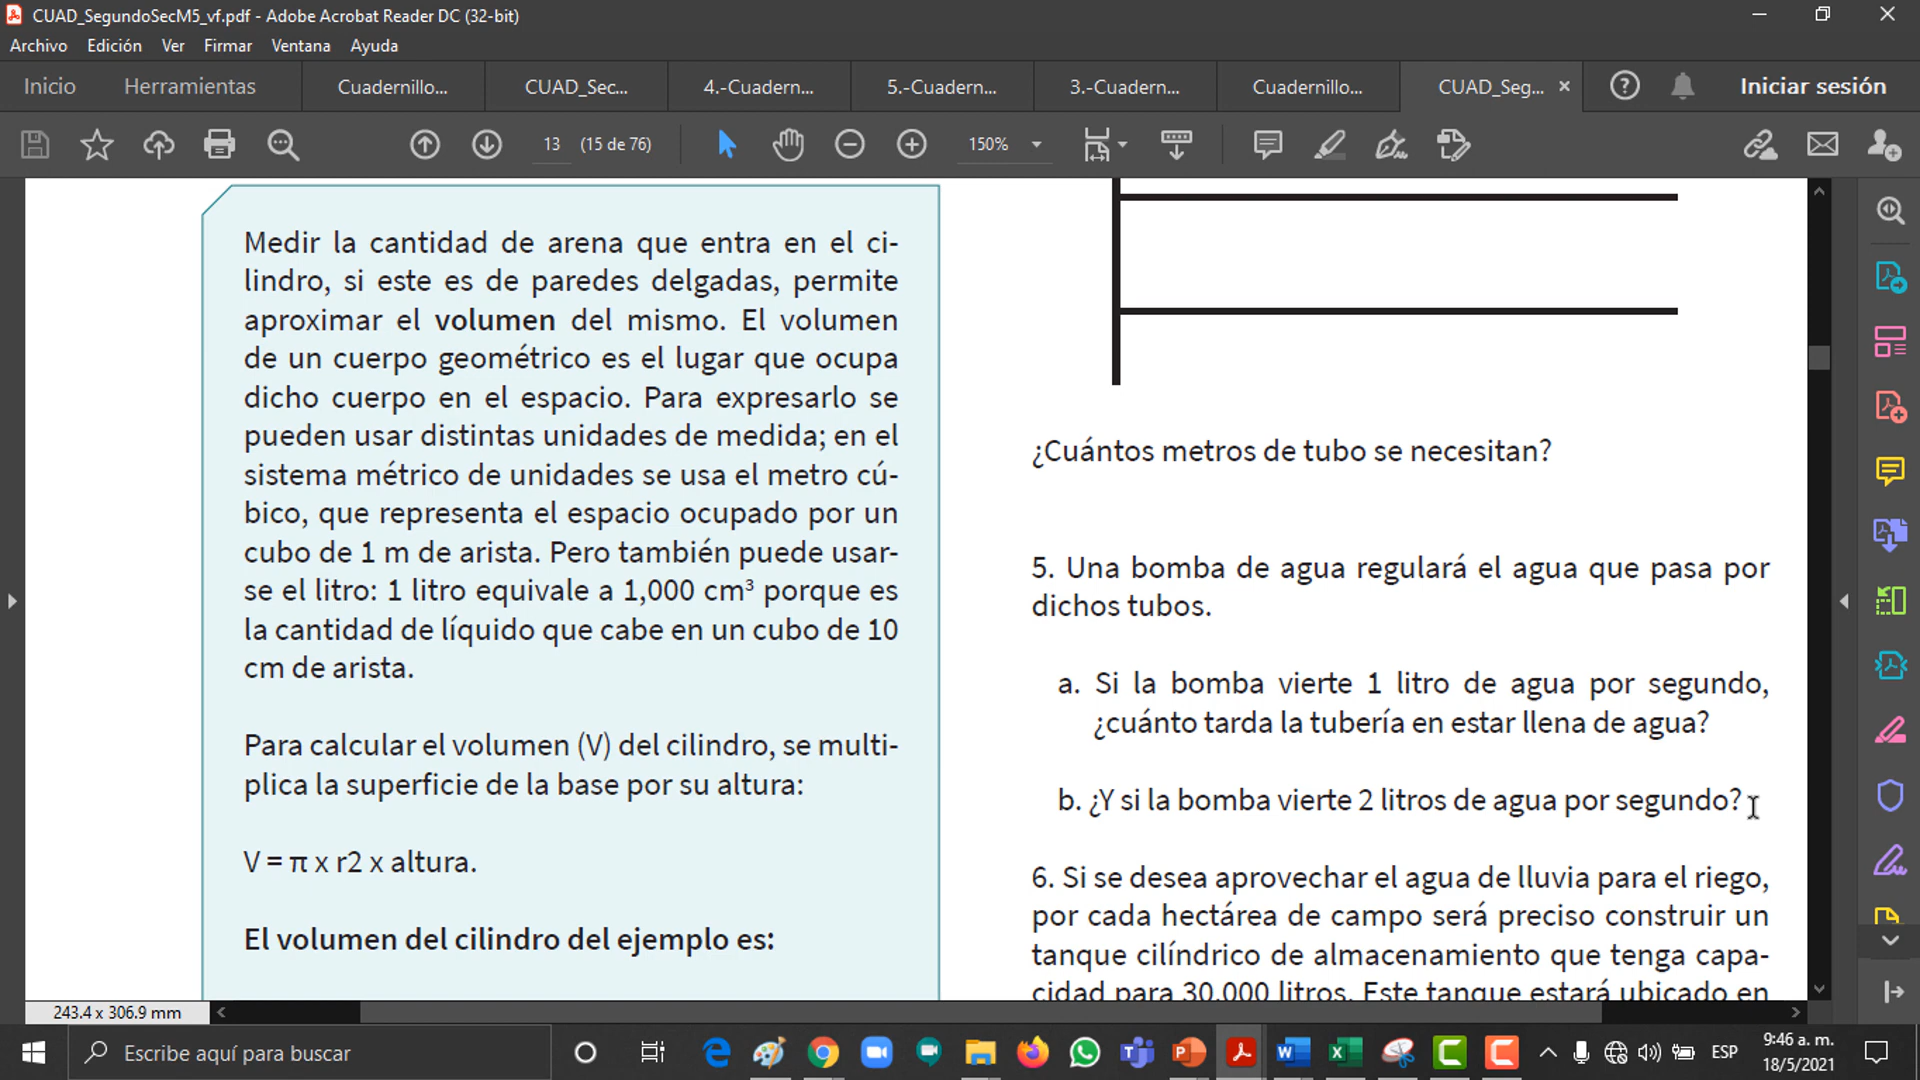 CUAD_SegundoSecM5_vf.pdf - Adobe Acrobat Reader DC (32-bit)
Archivo Edición Ver Firmar Ventana Ayuda
Inicio Herramientas Cuadernillo... CUAD_Sec... 4.-Cuadern... 5.-Cuadern... 3.-Cuadern... Cuadernillo... CUAD_Seg... Iniciar sesión
13 (15 de 76) 150%
Medir la cantidad de arena que entra en el ci-
lindro, si este es de paredes delgadas, permite
aproximar el volumen del mismo. El volumen
de un cuerpo geométrico es el lugar que ocupa
dicho cuerpo en el espacio. Para expresarlo se
pueden usar distintas unidades de medida; en el
sistema métrico de unidades se usa el metro cú-
bico, que representa el espacio ocupado por un
cubo de 1 m de arista. Pero también puede usar-
se el litro: 1 litro equivale a 1,000 cm³ porque es
la cantidad de líquido que cabe en un cubo de 10
cm de arista.
Para calcular el volumen (V) del cilindro, se multi-
plica la superficie de la base por su altura:
V = π x r2 x altura.
El volumen del cilindro del ejemplo es:
¿Cuántos metros de tubo se necesitan?
5. Una bomba de agua regulará el agua que pasa por
dichos tubos.
a. Si la bomba vierte 1 litro de agua por segundo,
¿cuánto tarda la tubería en estar llena de agua?
b. ¿Y si la bomba vierte 2 litros de agua por segundo?
6. Si se desea aprovechar el agua de lluvia para el riego,
por cada hectárea de campo será preciso construir un
tanque cilíndrico de almacenamiento que tenga capa-
cidad para 30,000 litros. Este tanque estará ubicado en
243.4 x 306.9 mm
Escribe aquí para buscar
ESP
9:46 a. m.
18/5/2021